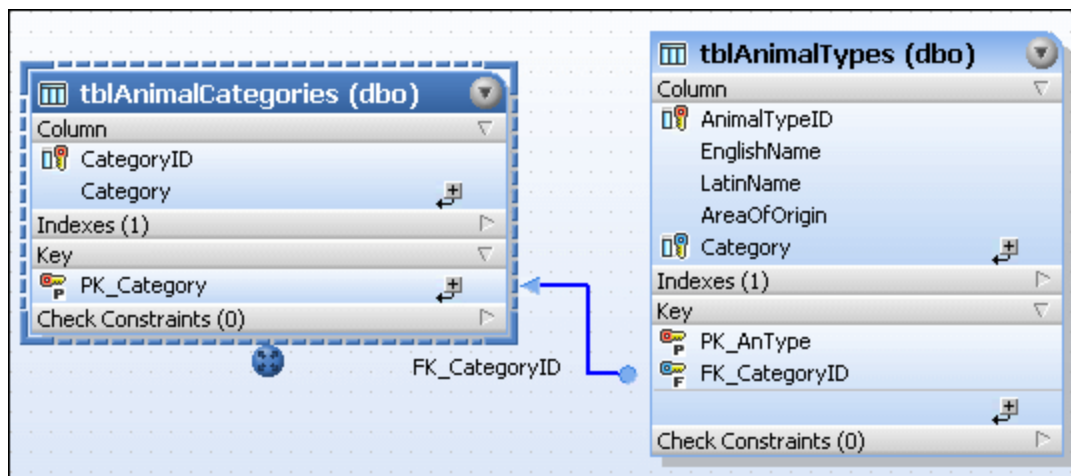 tblAnimalCategories (dbo)
Column
CategoryID
Category
Indexes (1)
Key
PK_Category
Check Constraints (0)
FK_CategoryID
tblAnimalTypes (dbo)
Column
AnimalTypeID
EnglishName
LatinName
AreaOfOrigin
Category
Indexes (1)
Key
P PK_AnType
F FK_CategoryID
Check Constraints (0)